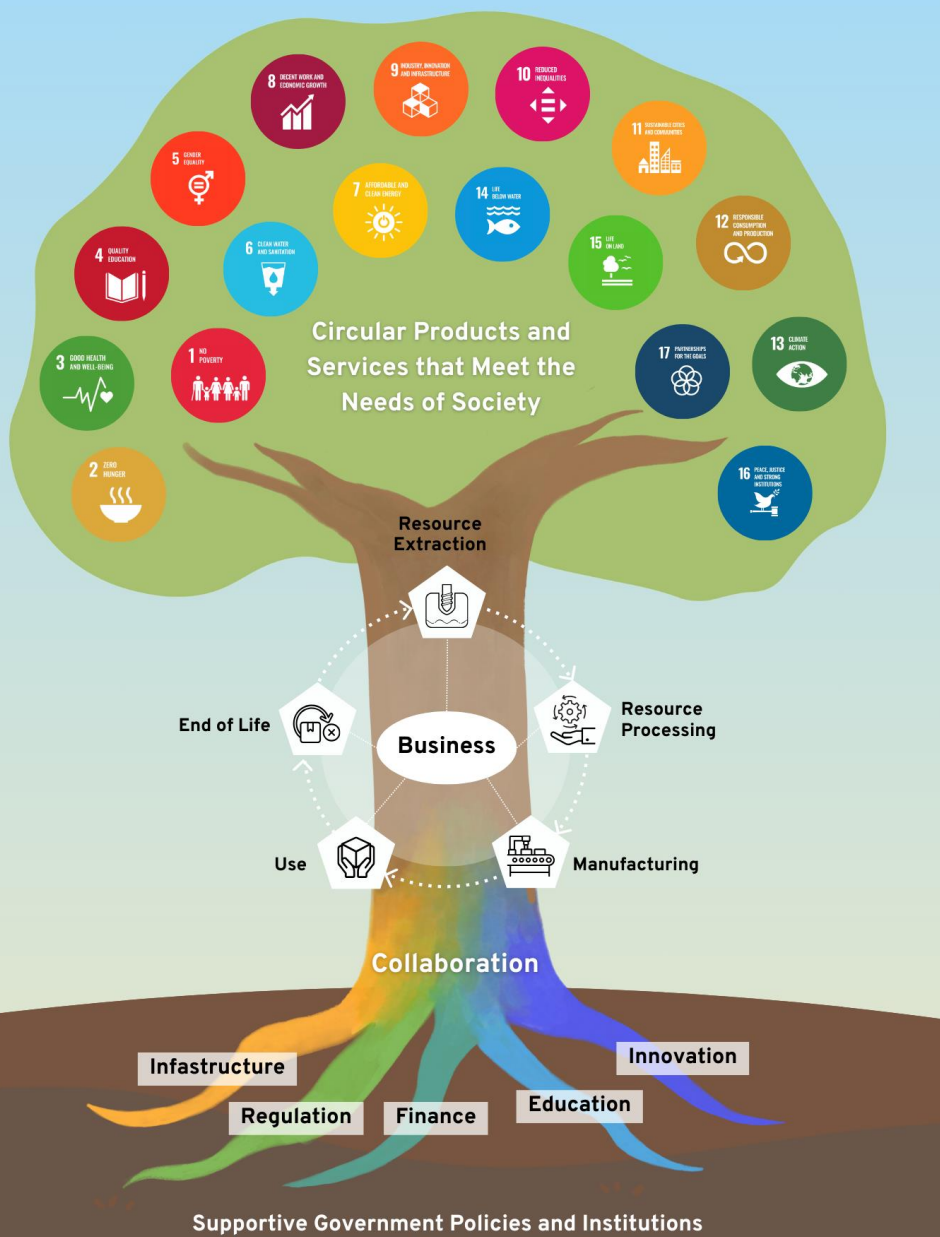 8 DECENT WORK AND
ECONOMIC GROWTH
9 INDUSTRY, INNOVATION
AND INFRASTRUCTURE
10 REDUCED
INEQUALITIES
11 SUSTAINABLE CITIES
AND COMMUNITIES
5 GENDER
EQUALITY
7 AFFORDABLE AND
CLEAN ENERGY
14 LIFE
BELOW WATER
12 RESPONSIBLE
CONSUMPTION
AND PRODUCTION
4 QUALITY
EDUCATION
6 CLEAN WATER
AND SANITATION
15 LIFE
ON LAND
3 GOOD HEALTH
AND WELL-BEING
1 NO
POVERTY
Circular Products and
Services that Meet the
Needs of Society
17 PARTNERSHIPS
FOR THE GOALS
13 CLIMATE
ACTION
2 ZERO
HUNGER
16 PEACE, JUSTICE
AND STRONG
INSTITUTIONS
Resource
Extraction
End of Life
Business
Resource
Processing
Use
Manufacturing
Collaboration
Infastructure
Innovation
Regulation
Finance
Education
Supportive Government Policies and Institutions